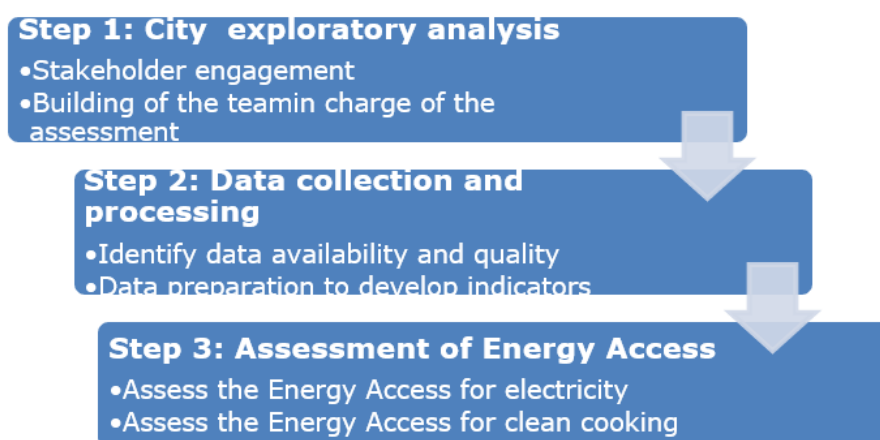 Step 1: City  exploratory analysis
•Stakeholder engagement
•Building of the teamin charge of the
assessment
Step 2: Data collection and
processing
•Identify data availability and quality
•Data preparation to develop indicators
Step 3: Assessment of Energy Access
•Assess the Energy Access for electricity
•Assess the Energy Access for clean cooking